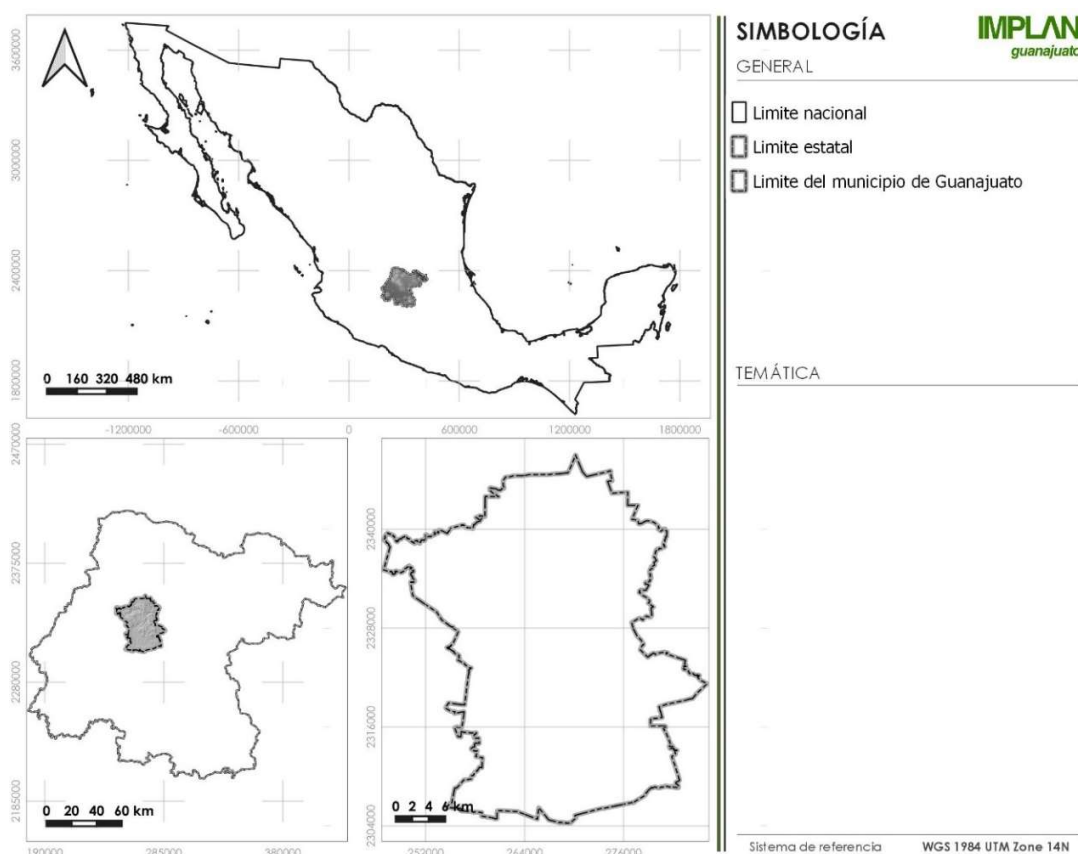 3600000
3000000
2400000
1800000
0 160 320 480 km
-1200000 -600000 0 600000 1200000 1800000
2470000
2375000
2280000
2185000
0 20 40 60 km
190000 285000 380000
2340000
2328000
2316000
2304000
0 2 4 6 km
252000 264000 276000
SIMBOLOGÍA
IMPLAN
guanajuato
GENERAL
Limite nacional
Limite estatal
Limite del municipio de Guanajuato
TEMÁTICA
Sistema de referencia WGS 1984 UTM Zone 14N